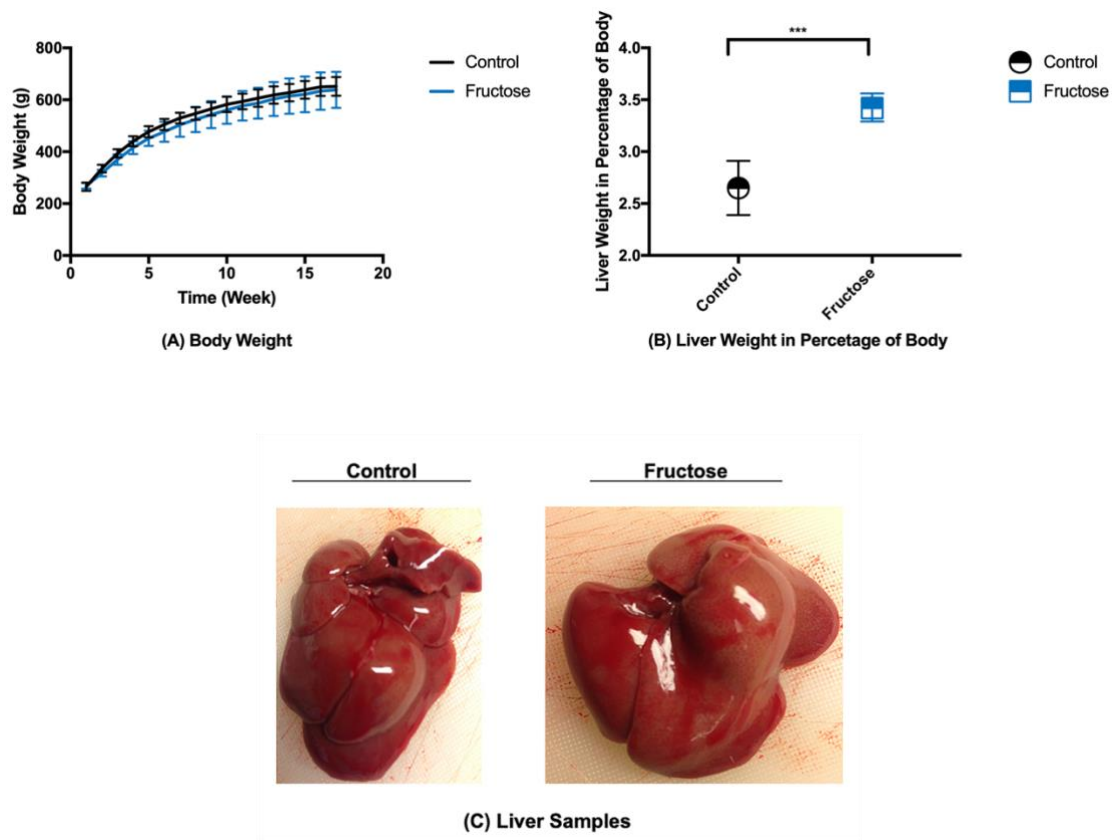 800
600
400
200
0
0 5 10 15 20
Body Weight (g)
Time (Week)
Control
Fructose
(A) Body Weight
***
4.0
3.5
3.0
2.5
2.0
Liver Weight in Percentage of Body
Control
Fructose
Control
Fructose
(B) Liver Weight in Percetage of Body
Control
Fructose
(C) Liver Samples